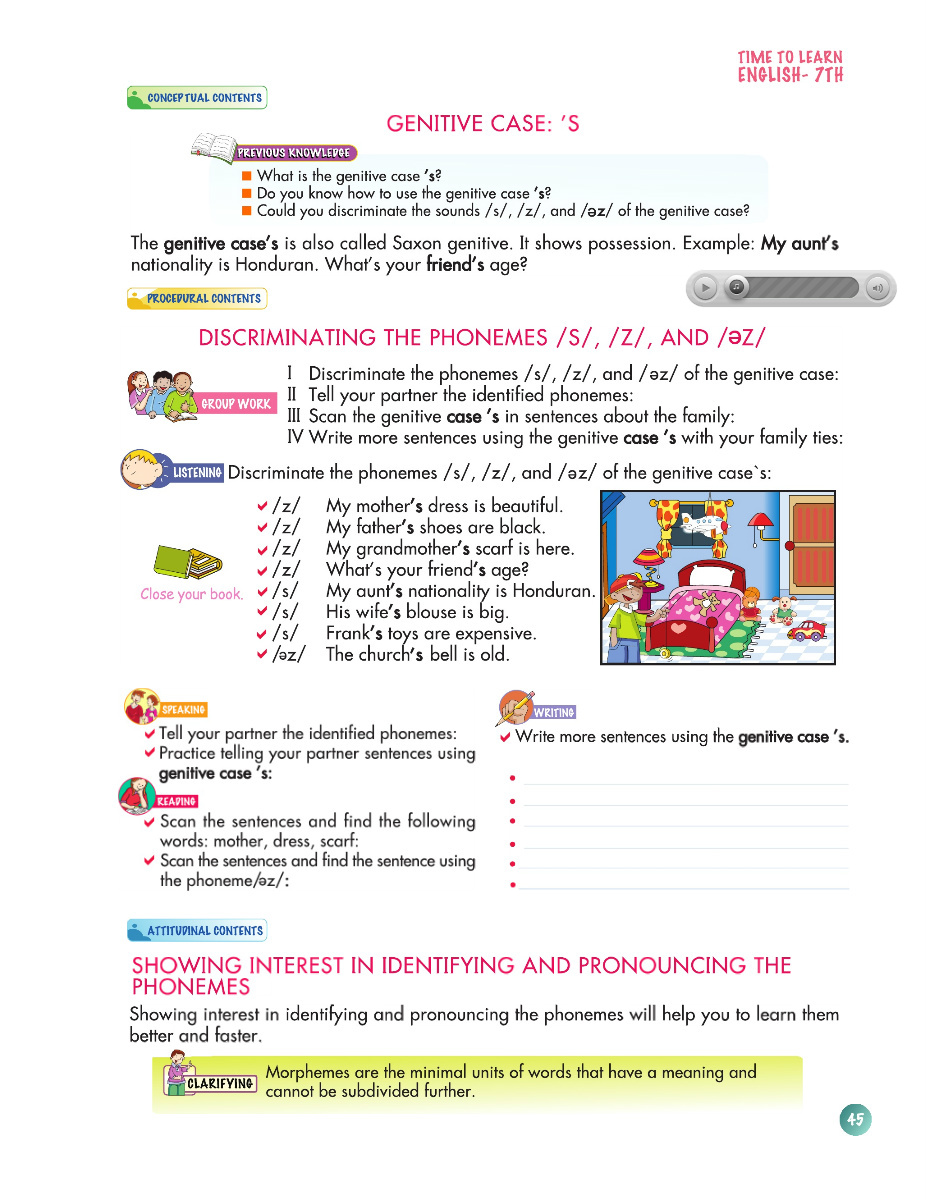 TIME TO LEARN
ENGLISH- 7TH
CONCEPTUAL CONTENTS
GENITIVE CASE: ’S
PREVIOUS KNOWLEDGE
What is the genitive case ’s?
Do you know how to use the genitive case ’s?
Could you discriminate the sounds /s/, /z/, and /əz/ of the genitive case?
The genitive case’s is also called Saxon genitive. It shows possession. Example: My aunt’s
nationality is Honduran. What’s your friend’s age?
PROCEDURAL CONTENTS
DISCRIMINATING THE PHONEMES /S/, /Z/, AND /əZ/
GROUP WORK
I Discriminate the phonemes /s/, /z/, and /əz/ of the genitive case:
II Tell your partner the identified phonemes:
III Scan the genitive case ’s in sentences about the family:
IV Write more sentences using the genitive case ’s with your family ties:
LISTENING Discriminate the phonemes /s/, /z/, and /əz/ of the genitive case`s:
/z/ My mother’s dress is beautiful.
/z/ My father’s shoes are black.
/z/ My grandmother’s scarf is here.
/z/ What’s your friend’s age?
/s/ My aunt’s nationality is Honduran.
/s/ His wife’s blouse is big.
/s/ Frank’s toys are expensive.
/əz/ The church’s bell is old.
Close your book.
SPEAKING
Tell your partner the identified phonemes:
Practice telling your partner sentences using
genitive case ’s:
READING
Scan the sentences and find the following
words: mother, dress, scarf:
Scan the sentences and find the sentence using
the phoneme/əz/:
WRITING
Write more sentences using the genitive case ’s.
ATTITUDINAL CONTENTS
SHOWING INTEREST IN IDENTIFYING AND PRONOUNCING THE
PHONEMES
Showing interest in identifying and pronouncing the phonemes will help you to learn them
better and faster.
CLARIFYING
Morphemes are the minimal units of words that have a meaning and
cannot be subdivided further.
45